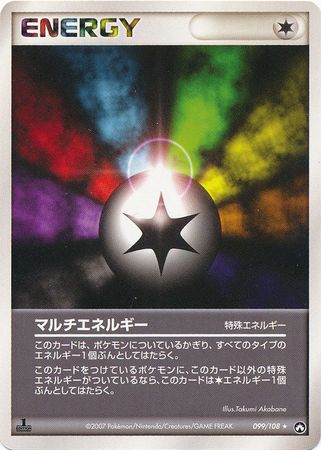 ENERGY
マルチエネルギー 特殊エネルギー
このカードは、ポケモンについているかぎり、すべてのタイプの
エネルギー1個ぶんとしてはたらく。
このカードをつけているポケモンに、このカード以外の特殊エネルギー
がついているなら、このカードは✶エネルギー1個ぶんとしてはたらく。
Illus. Takumi Akabane
1 EDITION ©2007 Pokémon/Nintendo/Creatures/GAME FREAK. 099/108 ★